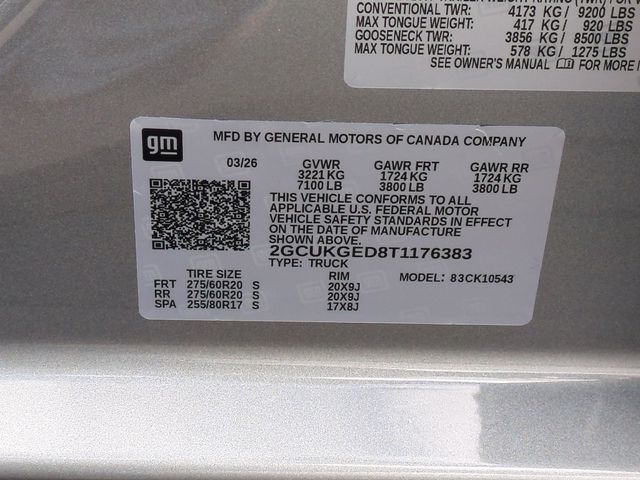 CONVENTIONAL TWR: 4173 KG / 9200 LBS
MAX TONGUE WEIGHT: 417 KG / 920 LBS
GOOSENECK TWR: 3856 KG / 8500 LBS
MAX TONGUE WEIGHT: 578 KG / 1275 LBS
SEE OWNER'S MANUAL FOR MORE
gm
MFD BY GENERAL MOTORS OF CANADA COMPANY
03/26 GVWR GAWR FRT GAWR RR
3221 KG 1724 KG 1724 KG
7100 LB 3800 LB 3800 LB
THIS VEHICLE CONFORMS TO ALL
APPLICABLE U.S. FEDERAL MOTOR
VEHICLE SAFETY STANDARDS IN EFFECT
ON THE DATE OF MANUFACTURE
SHOWN ABOVE.
2GCUKGED8T1176383
TYPE: TRUCK
TIRE SIZE RIM MODEL: 83CK10543
FRT 275/60R20 S 20X9J
RR 275/60R20 S 20X9J
SPA 255/80R17 S 17X8J